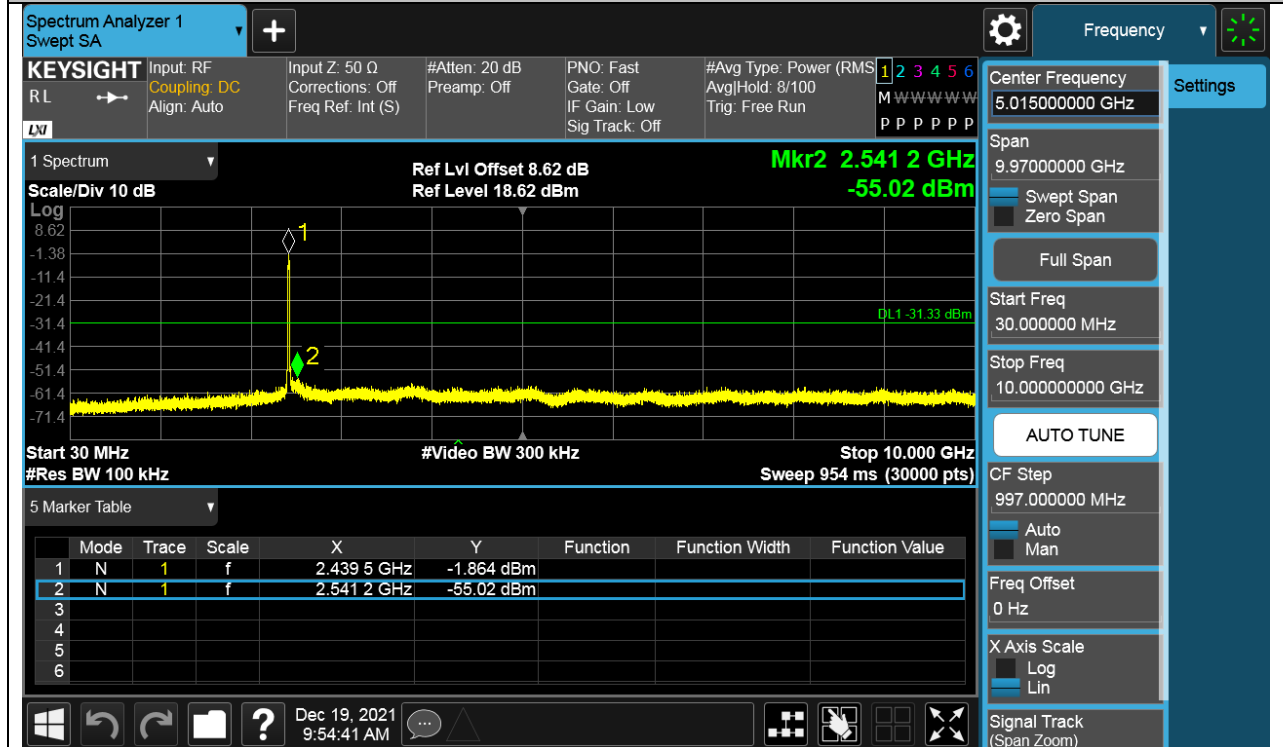 Spectrum Analyzer 1
Swept SA
+
Frequency
KEYSIGHT
RL
LXI
Input: RF
Coupling: DC
Align: Auto
Input Z: 50 Ω
Corrections: Off
Freq Ref: Int (S)
#Atten: 20 dB
Preamp: Off
PNO: Fast
Gate: Off
IF Gain: Low
Sig Track: Off
#Avg Type: Power (RMS
Avg|Hold: 8/100
Trig: Free Run
1 2 3 4 5 6
M W W W W W
P P P P P P
Center Frequency
5.015000000 GHz
Settings
Span
9.97000000 GHz
Swept Span
Zero Span
Full Span
Start Freq
30.000000 MHz
Stop Freq
10.000000000 GHz
AUTO TUNE
CF Step
997.000000 MHz
Auto
Man
Freq Offset
0 Hz
X Axis Scale
Log
Lin
Signal Track
(Span Zoom)
1 Spectrum
Scale/Div 10 dB
Ref Lvl Offset 8.62 dB
Ref Level 18.62 dBm
Mkr2 2.541 2 GHz
-55.02 dBm
Log
8.62
-1.38
-11.4
-21.4
-31.4
-41.4
-51.4
-61.4
-71.4
1
2
DL1 -31.33 dBm
Start 30 MHz
#Video BW 300 kHz
Stop 10.000 GHz
#Res BW 100 kHz
Sweep 954 ms (30000 pts)
5 Marker Table
Mode Trace Scale X Y Function Function Width Function Value
1 N 1 f 2.439 5 GHz -1.864 dBm
2 N 1 f 2.541 2 GHz -55.02 dBm
3
4
5
6
?
Dec 19, 2021
9:54:41 AM